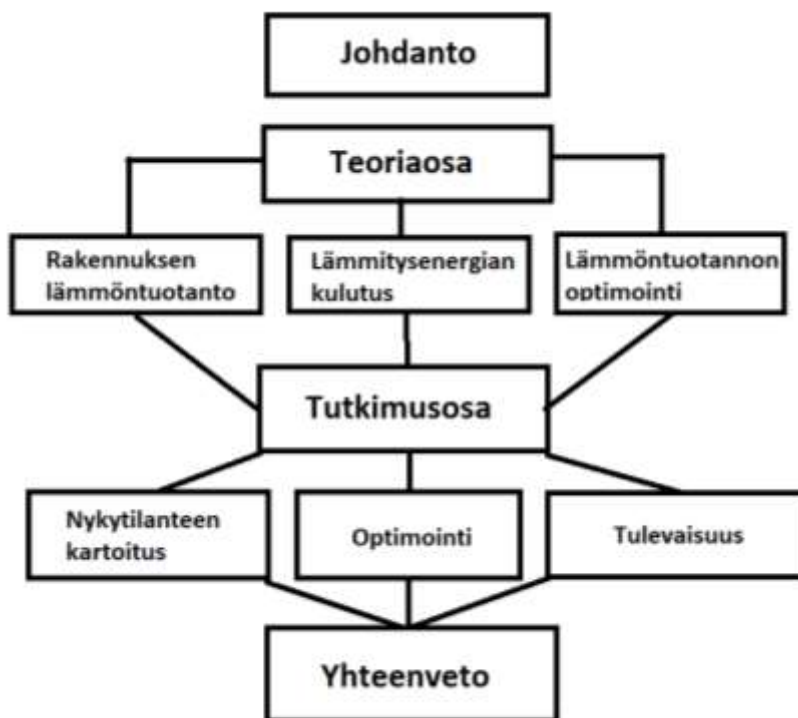 Johdanto
Teoriaosa
Rakennuksen
lämmöntuotanto
Lämmitysenergian
kulutus
Lämmöntuotannon
optimointi
Tutkimusosa
Nykytilanteen
kartoitus
Optimointi
Tulevaisuus
Yhteenveto